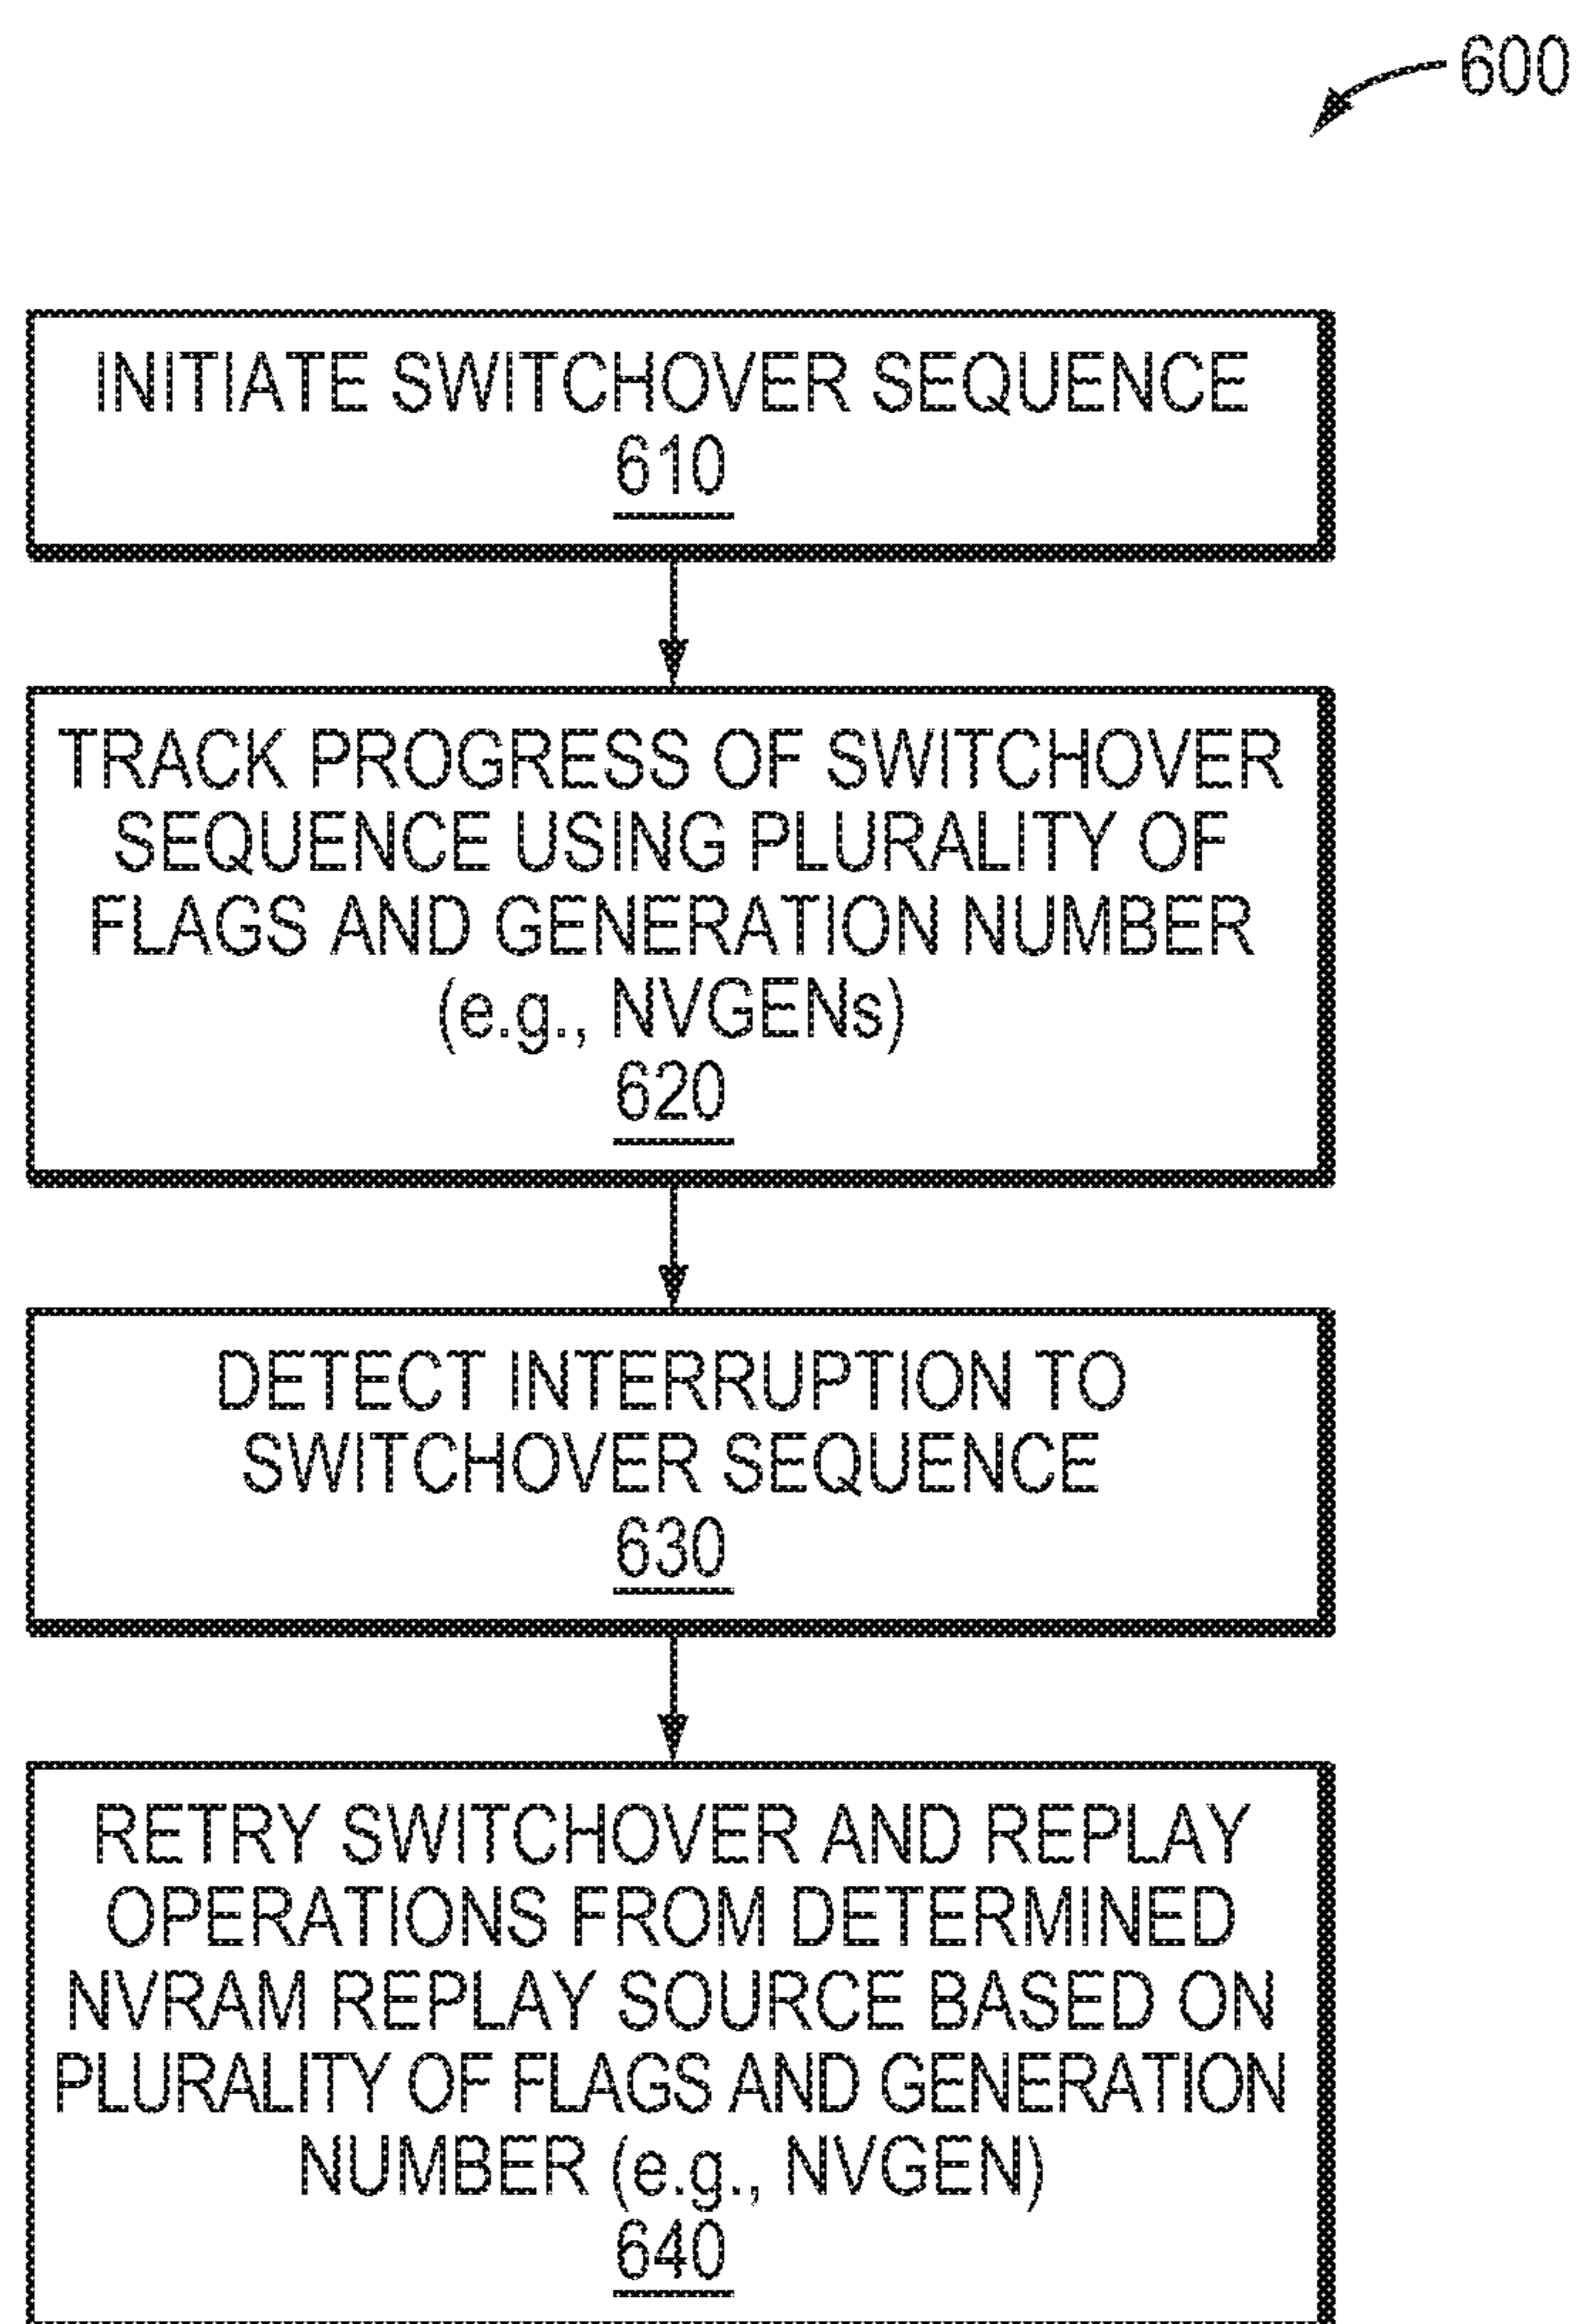 600
INITIATE SWITCHOVER SEQUENCE
610
TRACK PROGRESS OF SWITCHOVER
SEQUENCE USING PLURALITY OF
FLAGS AND GENERATION NUMBER
(e.g., NVGENs)
620
DETECT INTERRUPTION TO
SWITCHOVER SEQUENCE
630
RETRY SWITCHOVER AND REPLAY
OPERATIONS FROM DETERMINED
NVRAM REPLAY SOURCE BASED ON
PLURALITY OF FLAGS AND GENERATION
NUMBER (e.g., NVGEN)
640